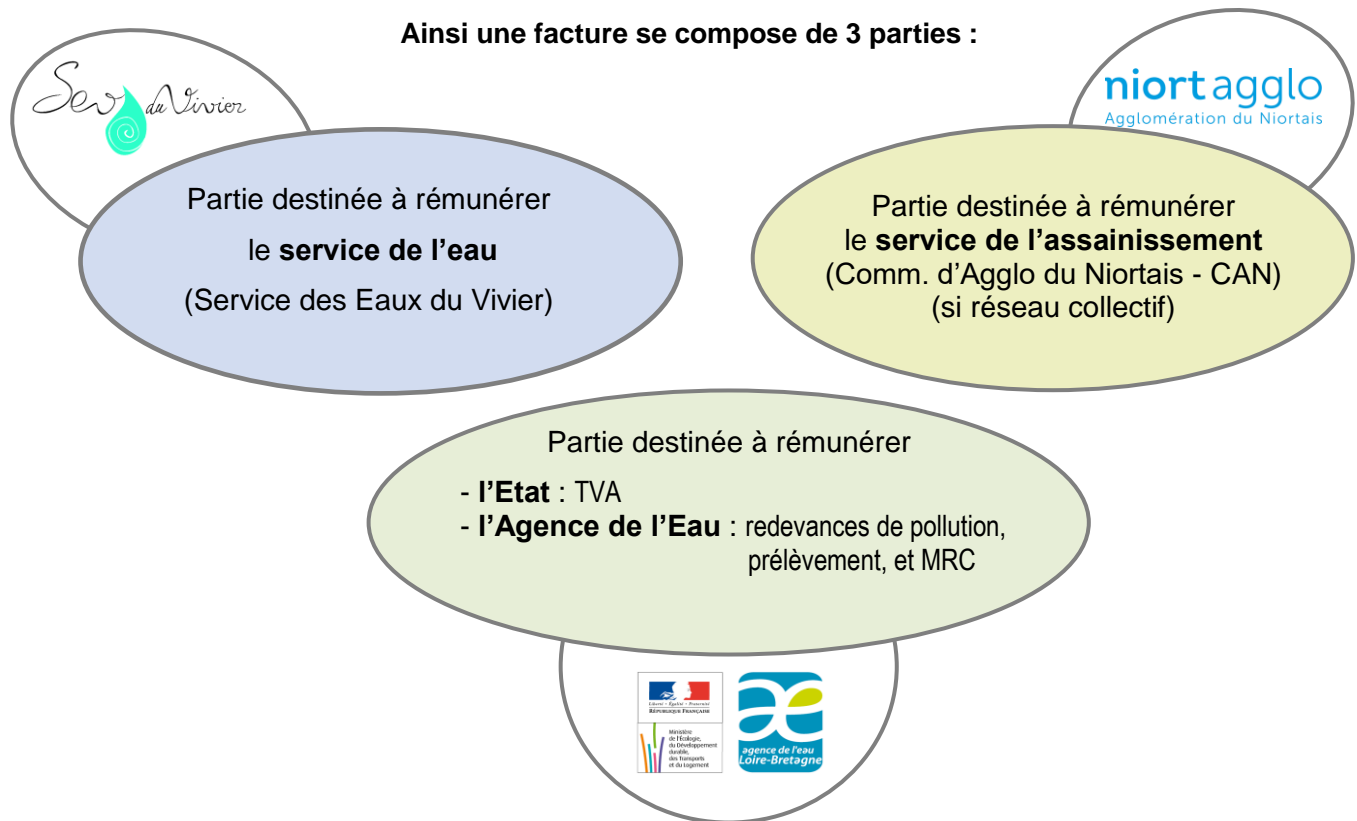 Ainsi une facture se compose de 3 parties :
Sev du Vivier
niortagglo
Agglomération du Niortais
Partie destinée à rémunérer
le service de l'eau
(Service des Eaux du Vivier)
Partie destinée à rémunérer
le service de l'assainissement
(Comm. d'Agglo du Niortais - CAN)
(si réseau collectif)
Partie destinée à rémunérer
- l'Etat : TVA
- l'Agence de l'Eau : redevances de pollution,
prélèvement, et MRC
Liberté • Égalité • Fraternité
RÉPUBLIQUE FRANÇAISE
Ministère
de l'Écologie,
du Développement
durable,
des Transports
et du Logement
agence de l'eau
Loire-Bretagne